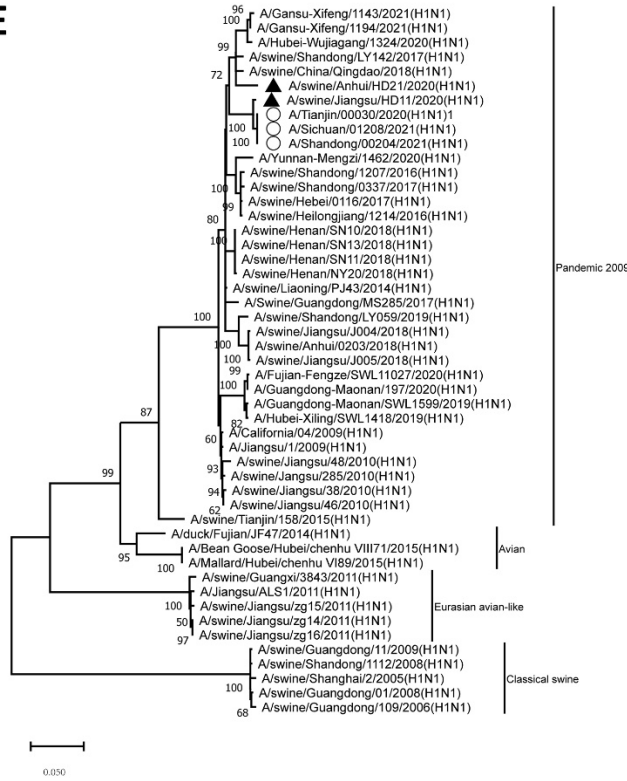 E
96
A/Gansu-Xifeng/1143/2021(H1N1)
100
A/Gansu-Xifeng/1194/2021(H1N1)
A/Hubei-Wujiagang/1324/2020(H1N1)
99
A/swine/Shandong/LY142/2017(H1N1)
72
A/swine/China/Qingdao/2018(H1N1)
A/swine/Anhui/HD21/2020(H1N1)
A/swine/Jiangsu/HD11/2020(H1N1)
A/Tianjin/00030/2020(H1N1)1
100
A/Sichuan/01208/2021(H1N1)
100
A/Shandong/00204/2021(H1N1)
A/Yunnan-Mengzi/1462/2020(H1N1)
A/swine/Shandong/1207/2016(H1N1)
100
A/swine/Shandong/0337/2017(H1N1)
99
A/swine/Hebei/0116/2017(H1N1)
80
A/swine/Heilongjiang/1214/2016(H1N1)
A/swine/Henan/SN10/2018(H1N1)
100
A/swine/Henan/SN13/2018(H1N1)
A/swine/Henan/SN11/2018(H1N1)
Pandemic 2009
A/swine/Henan/NY20/2018(H1N1)
A/swine/Liaoning/PJ43/2014(H1N1)
A/Swine/Guangdong/MS285/2017(H1N1)
100
A/swine/Shandong/LY059/2019(H1N1)
A/swine/Jiangsu/J004/2018(H1N1)
100
A/swine/Anhui/0203/2018(H1N1)
100
A/swine/Jiangsu/J005/2018(H1N1)
99
A/Fujian-Fengze/SWL11027/2020(H1N1)
100
A/Guangdong-Maonan/197/2020(H1N1)
A/Guangdong-Maonan/SWL1599/2019(H1N1)
87
82
A/Hubei-Xiling/SWL1418/2019(H1N1)
A/California/04/2009(H1N1)
60
A/Jiangsu/1/2009(H1N1)
A/swine/Jiangsu/48/2010(H1N1)
93
99
A/swine/Jangsu/285/2010(H1N1)
94
A/swine/Jiangsu/38/2010(H1N1)
62
A/swine/Jiangsu/46/2010(H1N1)
A/swine/Tianjin/158/2015(H1N1)
A/duck/Fujian/JF47/2014(H1N1)
95
A/Bean Goose/Hubei/chenhu VIII71/2015(H1N1)
Avian
100
A/Mallard/Hubei/chenhu VI89/2015(H1N1)
A/swine/Guangxi/3843/2011(H1N1)
A/Jiangsu/ALS1/2011(H1N1)
100
A/swine/Jiangsu/zg15/2011(H1N1)
Eurasian avian-like
50
A/swine/Jiangsu/zg14/2011(H1N1)
97
A/swine/Jiangsu/zg16/2011(H1N1)
A/swine/Guangdong/11/2009(H1N1)
A/swine/Shandong/1112/2008(H1N1)
A/swine/Shanghai/2/2005(H1N1)
Classical swine
100
A/swine/Guangdong/01/2008(H1N1)
68
A/swine/Guangdong/109/2006(H1N1)
0.050